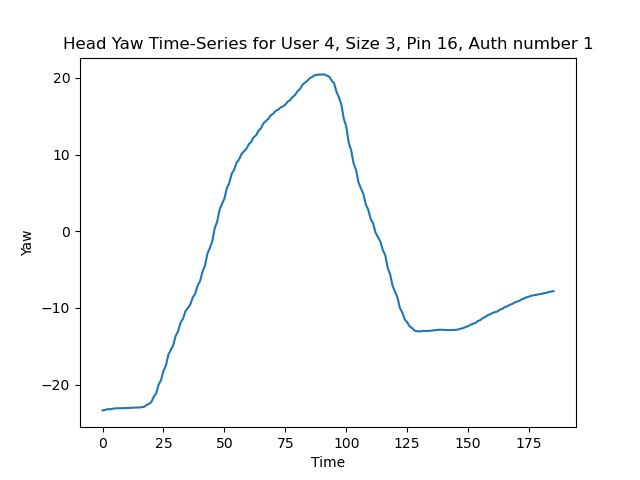 Head Yaw Time-Series for User 4, Size 3, Pin 16, Auth number 1
20
10
0
−10
−20
Yaw
0 25 50 75 100 125 150 175
Time